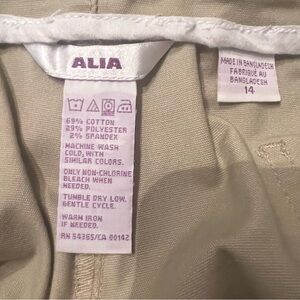 ALIA
69% COTTON
29% POLYESTER
2% SPANDEX
MACHINE WASH
COLD, WITH
SIMILAR COLORS.
ONLY NON-CHLORINE
BLEACH WHEN
NEEDED.
TUMBLE DRY LOW.
GENTLE CYCLE.
WARM IRON
IF NEEDED.
RN 54365/CA 00142
MADE IN BANGLADESH
FABRIQUÉ AU
BANGLADESH
14